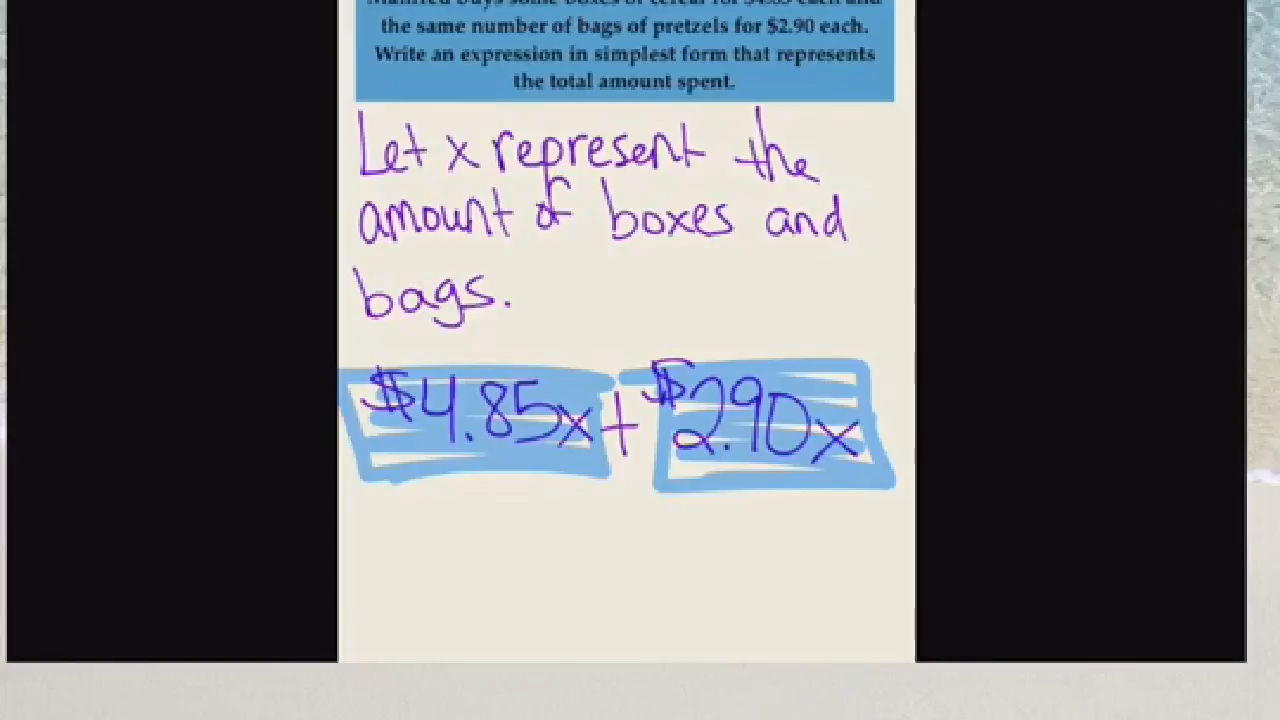 the same number of bags of pretzels for $2.90 each.
Write an expression in simplest form that represents
the total amount spent.
Let x represent the
amount of boxes and
bags.
$4.85x + $2.90x